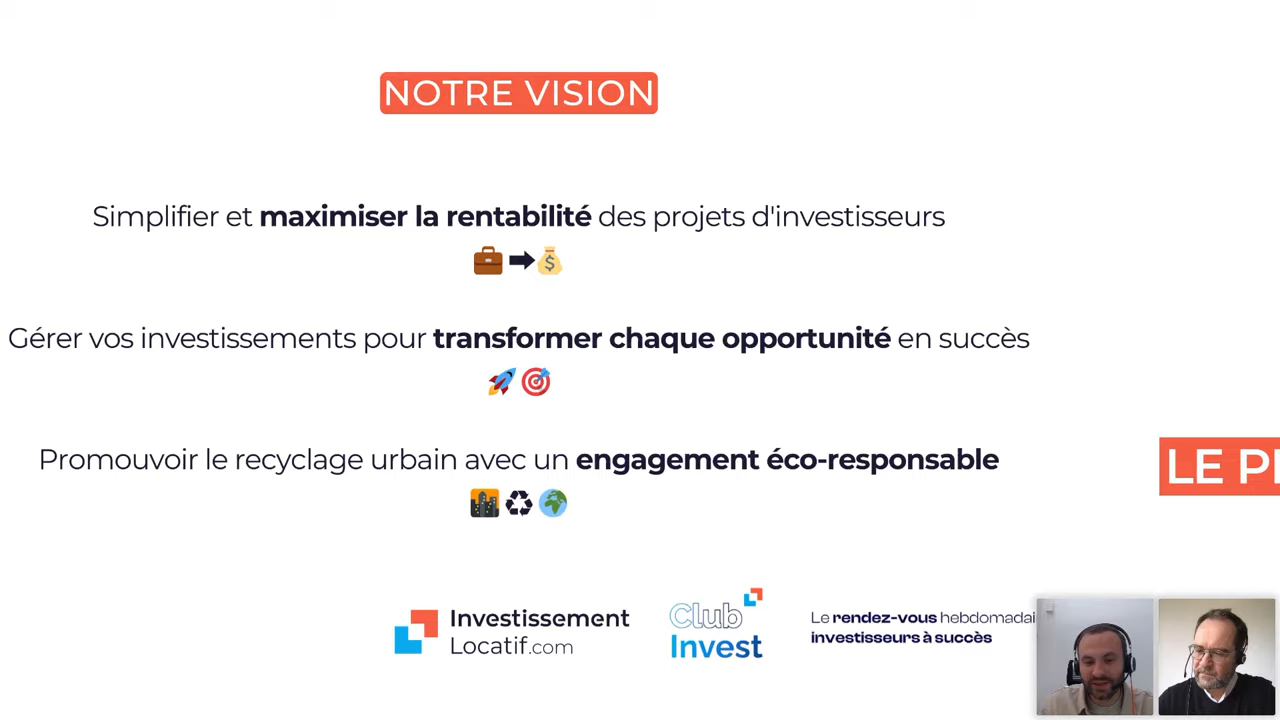 NOTRE VISION
Simplifier et maximiser la rentabilité des projets d'investisseurs
Gérer vos investissements pour transformer chaque opportunité en succès
Promouvoir le recyclage urbain avec un engagement éco-responsable
LE
Investissement
Locatif.com
Club
Invest
Le rendez-vous
investisseurs à succès